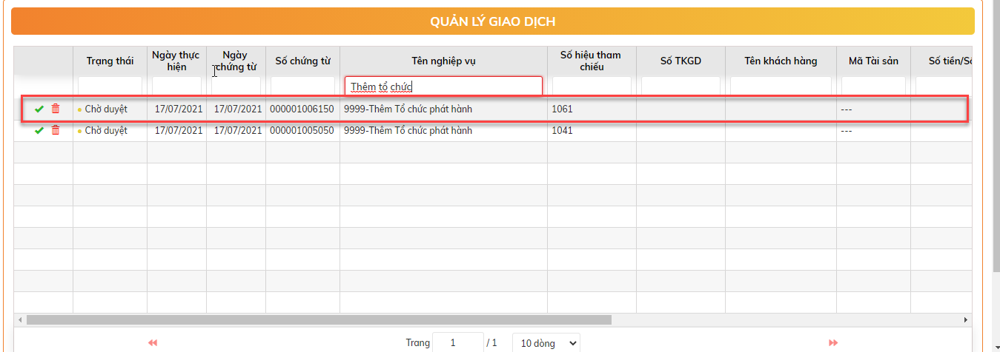 QUẢN LÝ GIAO DỊCH
Trạng thái Ngày thực hiện Ngày chứng từ Số chứng từ Tên nghiệp vụ Số hiệu tham chiếu Số TKGD Tên khách hàng Mã Tài sản Số tiền/Số
Thêm tổ chức
Chờ duyệt 17/07/2021 17/07/2021 000001006150 9999-Thêm Tổ chức phát hành 1061 ---
Chờ duyệt 17/07/2021 17/07/2021 000001005050 9999-Thêm Tổ chức phát hành 1041 ---
Trang 1 / 1 10 dòng